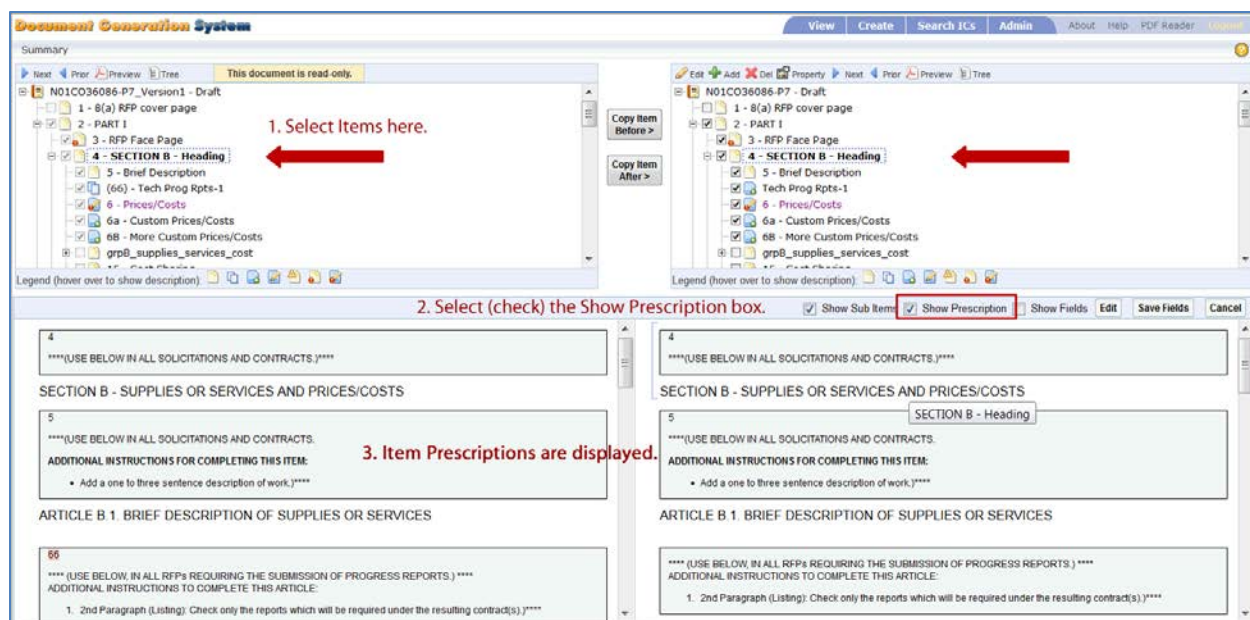 Document Generation System
View Create Search ICs Admin About Help PDF Reader Logout
Summary
Next Prior Preview Tree This document is read-only.
N01CO36086-P7_Version1 - Draft
1 - 8(a) RFP cover page
2 - PART I
3 - RFP Face Page
4 - SECTION B - Heading
5 - Brief Description
(66) - Tech Prog Rpts-1
6 - Prices/Costs
6a - Custom Prices/Costs
6B - More Custom Prices/Costs
grpB_supplies_services_cost
15 - Cost Sharing
Legend (hover over to show description):
1. Select Items here.
Copy Item Before >
Copy Item After >
Edit Add Del Property Next Prior Preview Tree
N01CO36086-P7 - Draft
1 - 8(a) RFP cover page
2 - PART I
3 - RFP Face Page
4 - SECTION B - Heading
5 - Brief Description
Tech Prog Rpts-1
6 - Prices/Costs
6a - Custom Prices/Costs
6B - More Custom Prices/Costs
grpB_supplies_services_cost
15 - Cost Sharing
Legend (hover over to show description):
2. Select (check) the Show Prescription box. Show Sub Items Show Prescription Show Fields Edit Save Fields Cancel
4
****(USE BELOW IN ALL SOLICITATIONS AND CONTRACTS.)****
SECTION B - SUPPLIES OR SERVICES AND PRICES/COSTS
5
****(USE BELOW IN ALL SOLICITATIONS AND CONTRACTS.
ADDITIONAL INSTRUCTIONS FOR COMPLETING THIS ITEM:
• Add a one to three sentence description of work.)****
ARTICLE B.1. BRIEF DESCRIPTION OF SUPPLIES OR SERVICES
66
**** (USE BELOW, IN ALL RFPs REQUIRING THE SUBMISSION OF PROGRESS REPORTS.) ****
ADDITIONAL INSTRUCTIONS TO COMPLETE THIS ARTICLE:
1. 2nd Paragraph (Listing): Check only the reports which will be required under the resulting contract(s).)****
3. Item Prescriptions are displayed.
4
****(USE BELOW IN ALL SOLICITATIONS AND CONTRACTS.)****
SECTION B - SUPPLIES OR SERVICES AND PRICES/COSTS
SECTION B - Heading
5
****(USE BELOW IN ALL SOLICITATIONS AND CONTRACTS.
ADDITIONAL INSTRUCTIONS FOR COMPLETING THIS ITEM:
• Add a one to three sentence description of work.)****
ARTICLE B.1. BRIEF DESCRIPTION OF SUPPLIES OR SERVICES
**** (USE BELOW, IN ALL RFPs REQUIRING THE SUBMISSION OF PROGRESS REPORTS.) ****
ADDITIONAL INSTRUCTIONS TO COMPLETE THIS ARTICLE:
1. 2nd Paragraph (Listing): Check only the reports which will be required under the resulting contract(s).)****